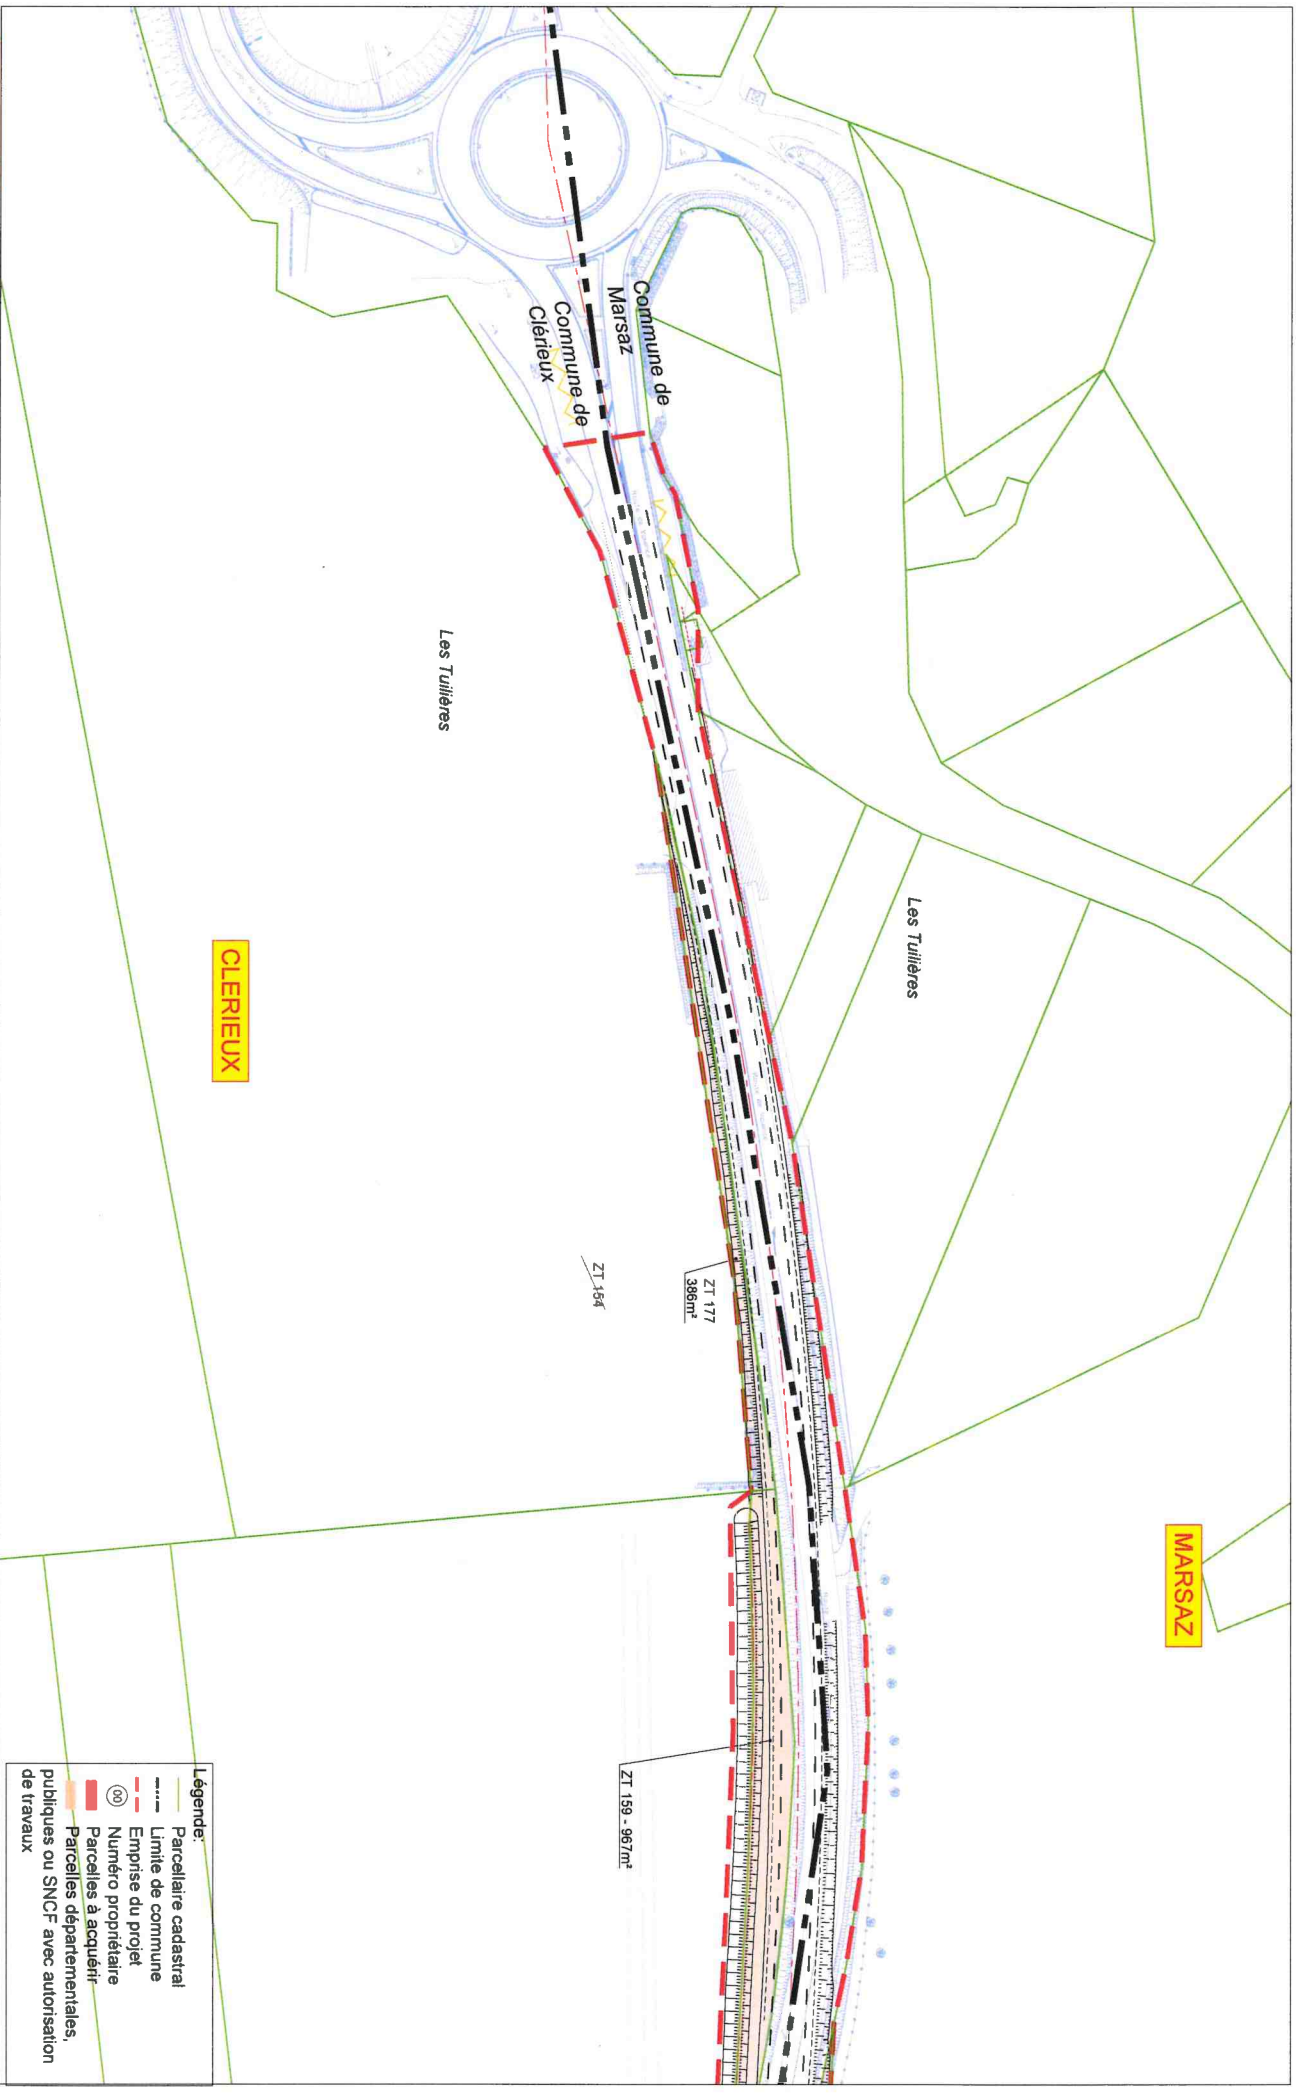 MARSAZ
Les Tuilières
Commune de
Marsaz
Commune de
Clérieux
ZT 177
386m²
ZT 159 - 967m²
ZT 154
Les Tuilières
CLERIEUX
Légende:
Parcellaire cadastral
Limite de commune
Emprise du projet
00 Numéro propriétaire
Parcelles à acquérir
Parcelles départementales,
publiques ou SNCF avec autorisation
de travaux